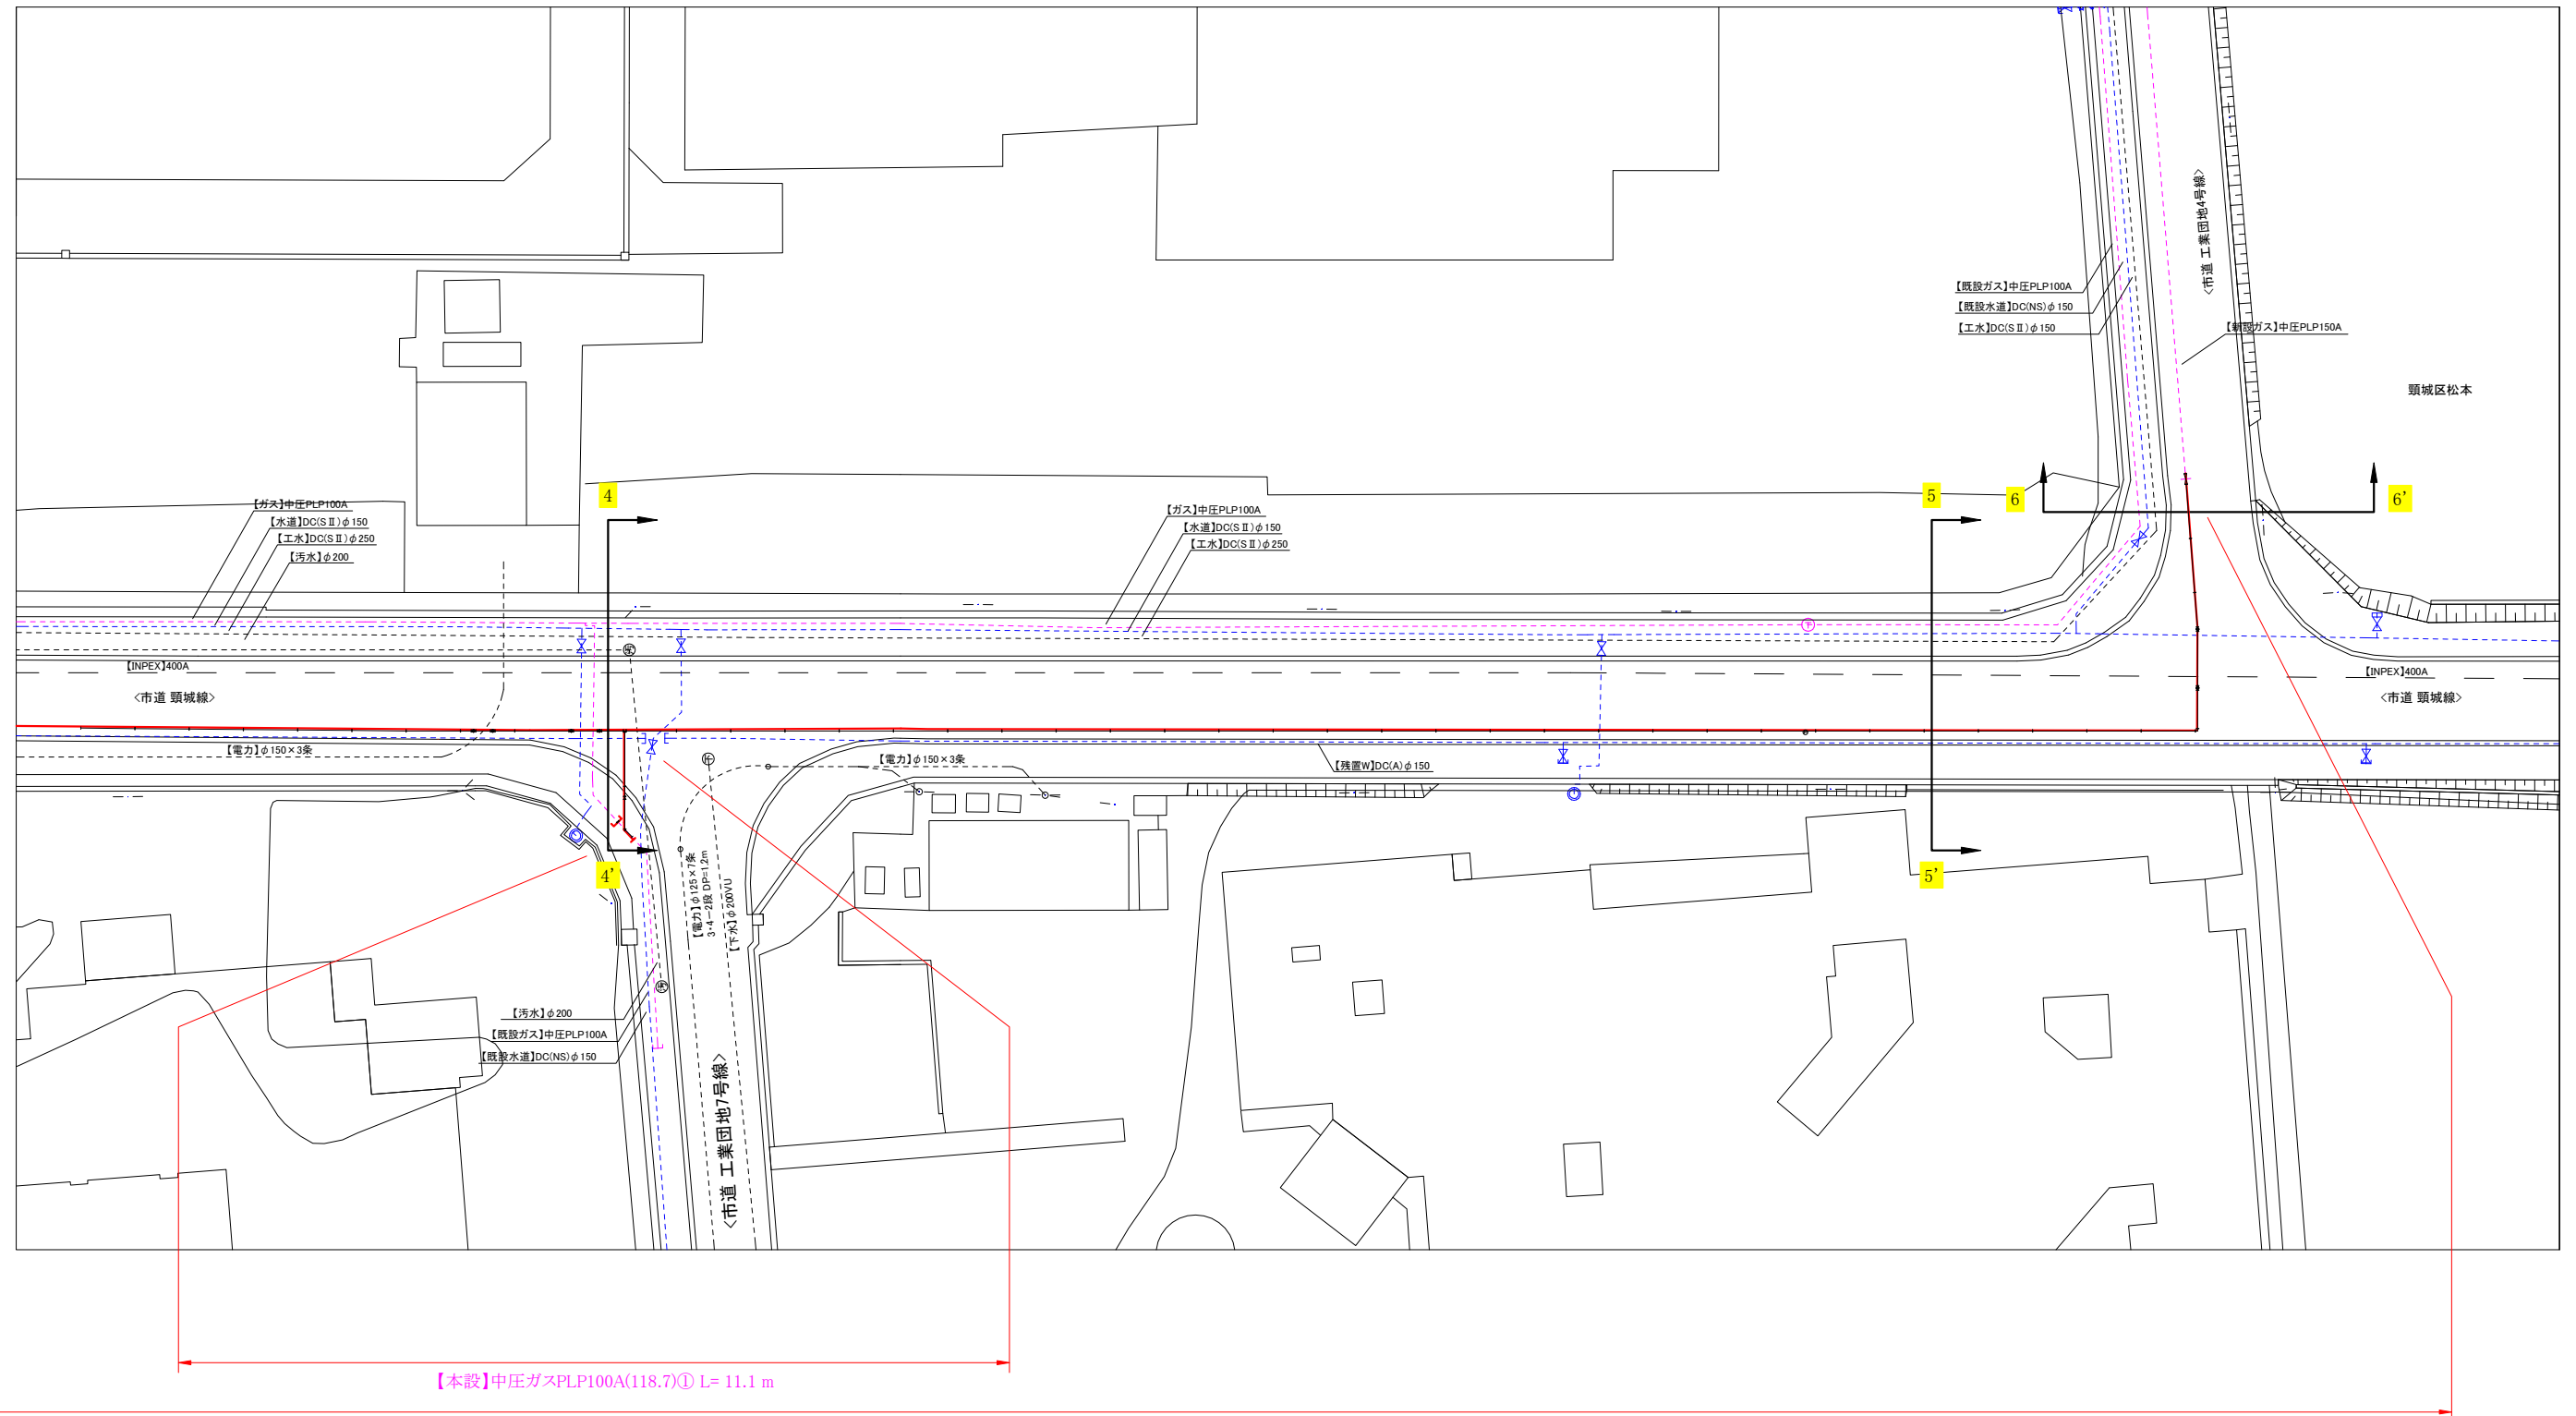 <市道 工業団地4号線>
【既設ガス】中圧PLP100A
【既設水道】DC(NS)φ150
【工水】DC(SⅡ)φ150
【新設ガス】中圧PLP150A
頸城区松本
4
5
6
6'
【ガス】中圧PLP100A
【水道】DC(SⅡ)φ150
【工水】DC(SⅡ)φ250
【汚水】φ200
【ガス】中圧PLP100A
【水道】DC(SⅡ)φ150
【工水】DC(SⅡ)φ250
【INPEX】400A
<市道 頸城線>
【INPEX】400A
<市道 頸城線>
【電力】φ150×3条
【電力】φ150×3条
【残置W】DC(A)φ150
4'
5'
【電力】φ125×7条
3・4－2段 DP=1.2m
【下水】φ200VU
【汚水】φ200
【既設ガス】中圧PLP100A
【既設水道】DC(NS)φ150
<市道 工業団地7号線>
【本設】中圧ガスPLP100A(118.7)① L= 11.1 m